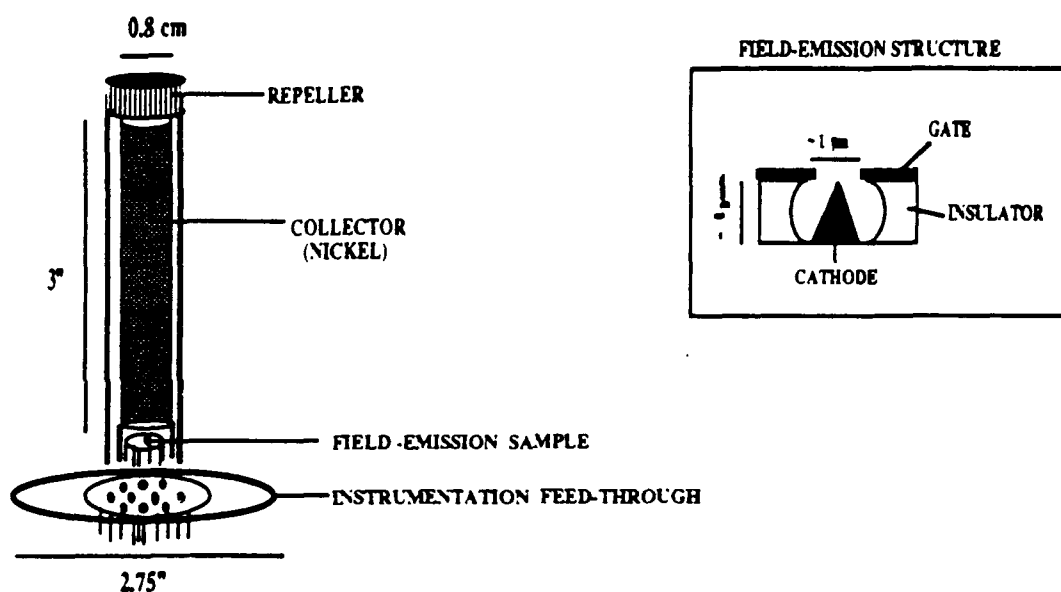 0.8 cm
REPELLER
COLLECTOR
(NICKEL)
3"
FIELD-EMISSION SAMPLE
INSTRUMENTATION FEED-THROUGH
2.75"
FIELD-EMISSION STRUCTURE
GATE
~1
INSULATOR
CATHODE